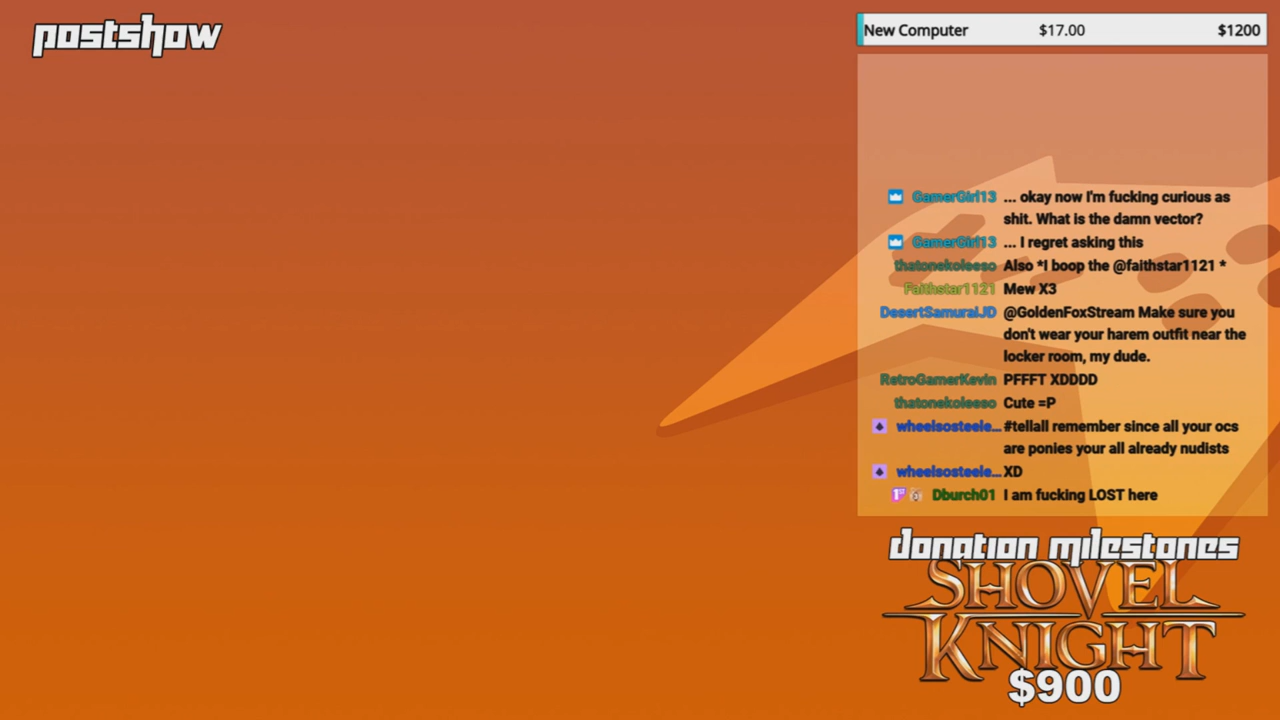 postshow
New Computer $17.00 $1200
GamerGirl13 ... okay now I'm fucking curious as
shit. What is the damn vector?
GamerGirl13 ... I regret asking this
thatonekoleeso Also *I boop the @faithstar1121 *
Faithstar1121 Mew X3
DesertSamuraiJD @GoldenFoxStream Make sure you
don't wear your harem outfit near the
locker room, my dude.
RetroGamerKevin PFFFT XDDDD
thatonekoleeso Cute =P
wheelsosteele... #tellall remember since all your ocs
are ponies your all already nudists
wheelsosteele... XD
Dburch01 I am fucking LOST here
donation milestones
SHOVEL
KNIGHT
$900